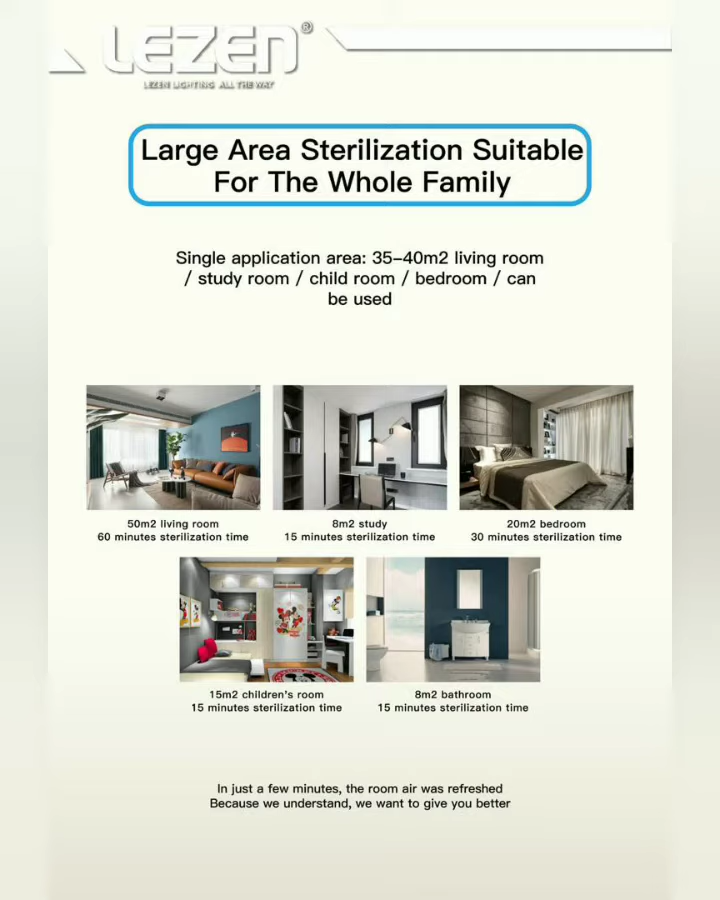 LEZEN®
LEZEN LIGHTING ALL THE WAY
Large Area Sterilization Suitable
For The Whole Family
Single application area: 35-40m2 living room
/ study room / child room / bedroom / can
be used
50m2 living room
60 minutes sterilization time
8m2 study
15 minutes sterilization time
20m2 bedroom
30 minutes sterilization time
15m2 children's room
15 minutes sterilization time
8m2 bathroom
15 minutes sterilization time
In just a few minutes, the room air was refreshed
Because we understand, we want to give you better